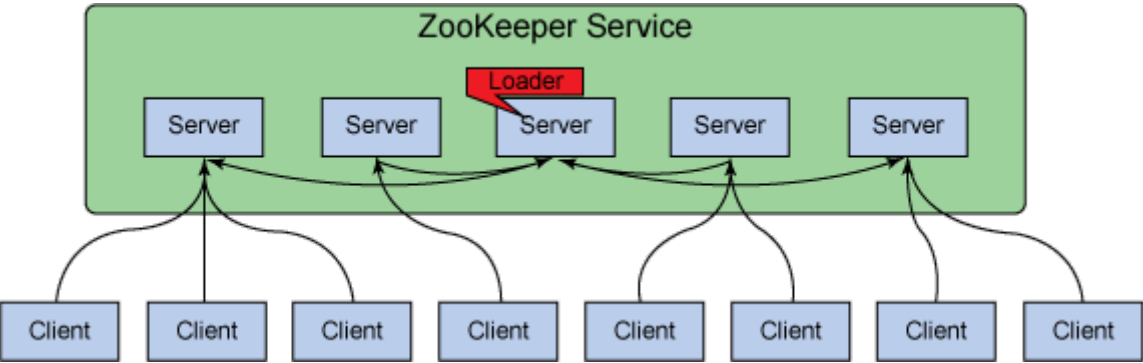 ZooKeeper Service
Loader
Server
Server
Server
Server
Server
Client
Client
Client
Client
Client
Client
Client
Client